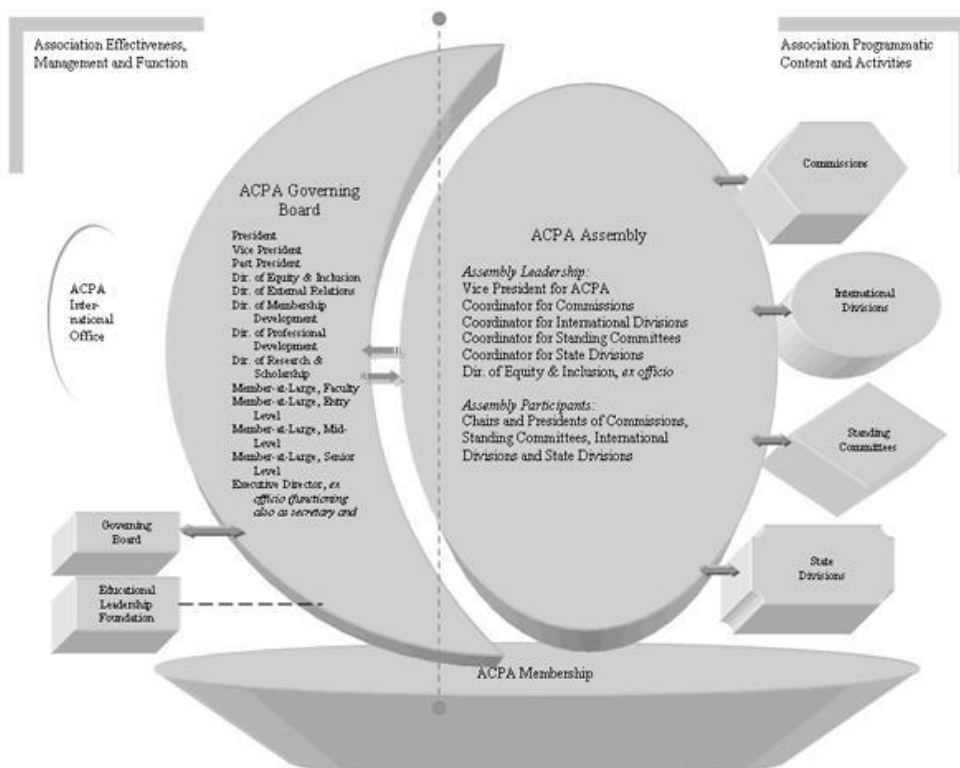 Association Effectiveness,
Management and Function
Association Programmatic
Content and Activities
ACPA
Inter-
national
Office
ACPA Governing
Board
President
Vice President
Past President
Dir. of Equity & Inclusion
Dir. of External Relations
Dir. of Membership
Development
Dir. of Professional
Development
Dir. of Research &
Scholarship
Member-at-Large, Faculty
Member-at-Large, Entry
Level
Member-at-Large, Mid-
Level
Member-at-Large, Senior
Level
Executive Director, ex
officio (functioning
also as secretary and
ACPA Assembly
Assembly Leadership:
Vice President for ACPA
Coordinator for Commissions
Coordinator for International Divisions
Coordinator for Standing Committees
Coordinator for State Divisions
Dir. of Equity & Inclusion, ex officio
Assembly Participants:
Chairs and Presidents of Commissions,
Standing Committees, International
Divisions and State Divisions
Commissions
International
Divisions
Standing
Committees
State
Divisions
Governing
Board
Educational
Leadership
Foundation
ACPA Membership